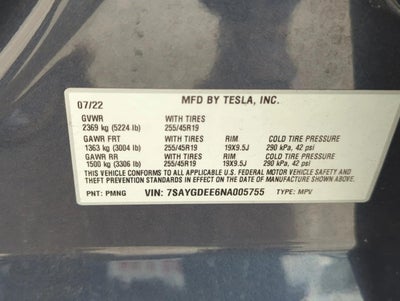 07/22 MFD BY TESLA, INC.
GVWR WITH TIRES
2369 kg (5224 lb) 255/45R19
GAWR FRT WITH TIRES RIM COLD TIRE PRESSURE
1363 kg (3004 lb) 255/45R19 19X9.5J 290 kPa, 42 psi
GAWR RR WITH TIRES RIM COLD TIRE PRESSURE
1500 kg (3306 lb) 255/45R19 19X9.5J 290 kPa, 42 psi
THIS VEHICLE CONFORMS TO ALL APPLICABLE U.S. FEDERAL MOTOR VEHICLE SAFETY AND
THEFT PREVENTION STANDARDS IN EFFECT ON THE DATE OF MANUFACTURE SHOWN ABOVE.
PNT: PMNG VIN: 7SAYGDEE6NA005755 TYPE: MPV